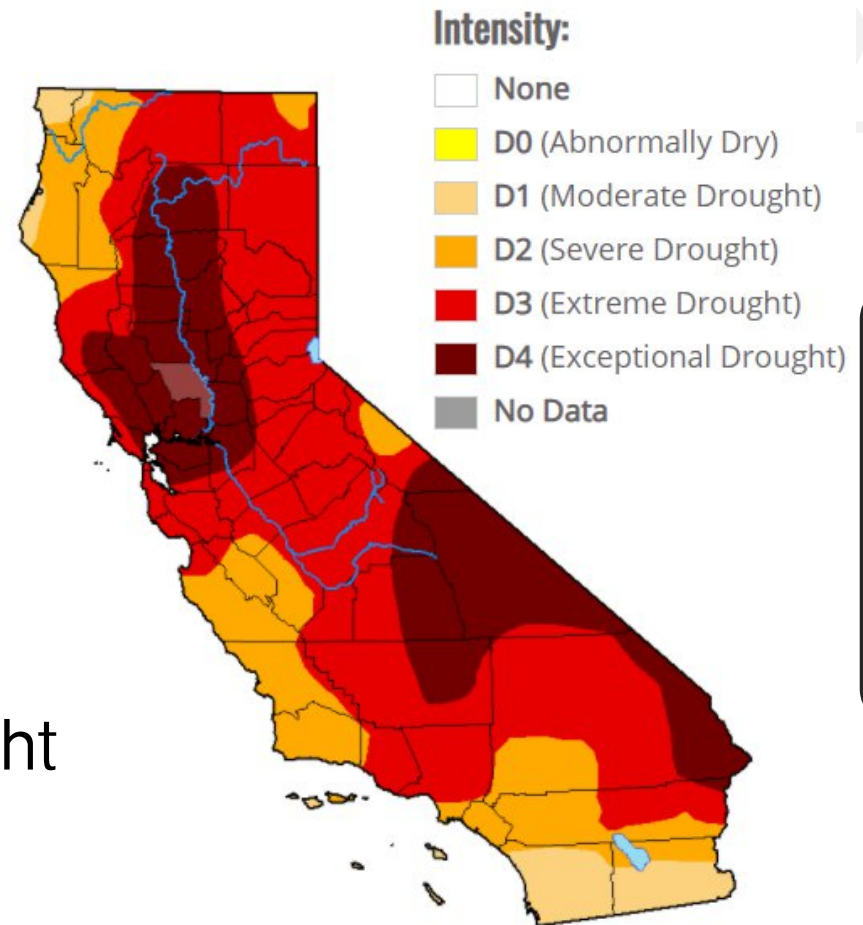 Intensity:
None
D0 (Abnormally Dry)
D1 (Moderate Drought)
D2 (Severe Drought)
D3 (Extreme Drought)
D4 (Exceptional Drought)
No Data
ht